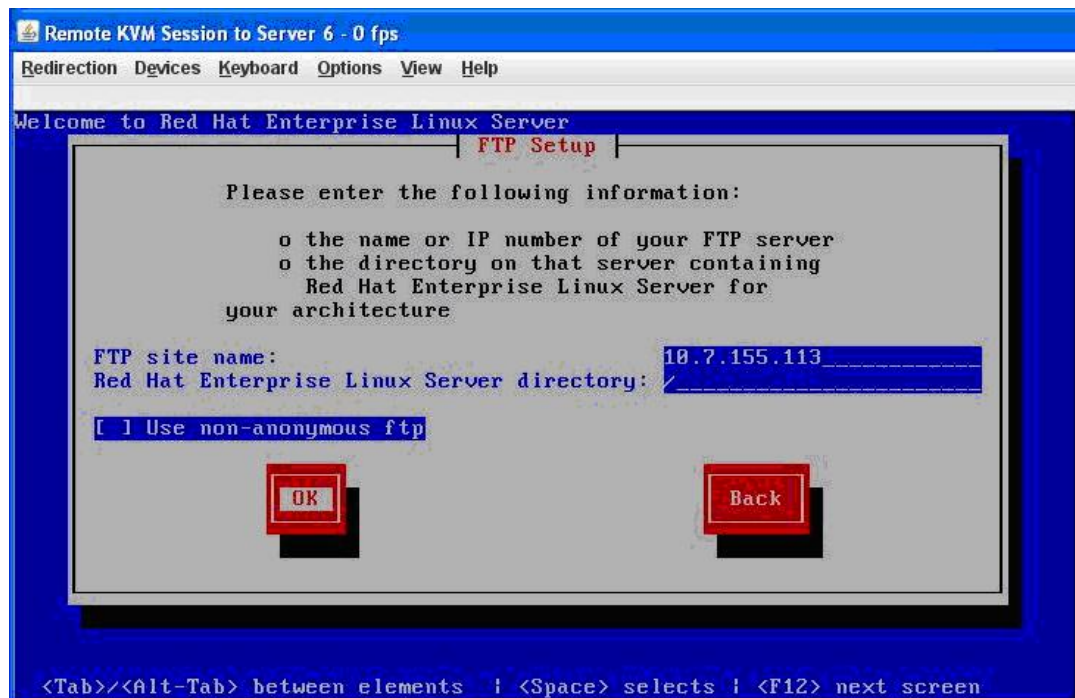 Remote KVM Session to Server 6 - 0 fps
Redirection Devices Keyboard Options View Help
Welcome to Red Hat Enterprise Linux Server
FTP Setup
Please enter the following information:
o the name or IP number of your FTP server
o the directory on that server containing
Red Hat Enterprise Linux Server for
your architecture
FTP site name: 10.7.155.113
Red Hat Enterprise Linux Server directory: /
[ ] Use non-anonymous ftp
OK Back
<Tab>/<Alt-Tab> between elements | <Space> selects | <F12> next screen